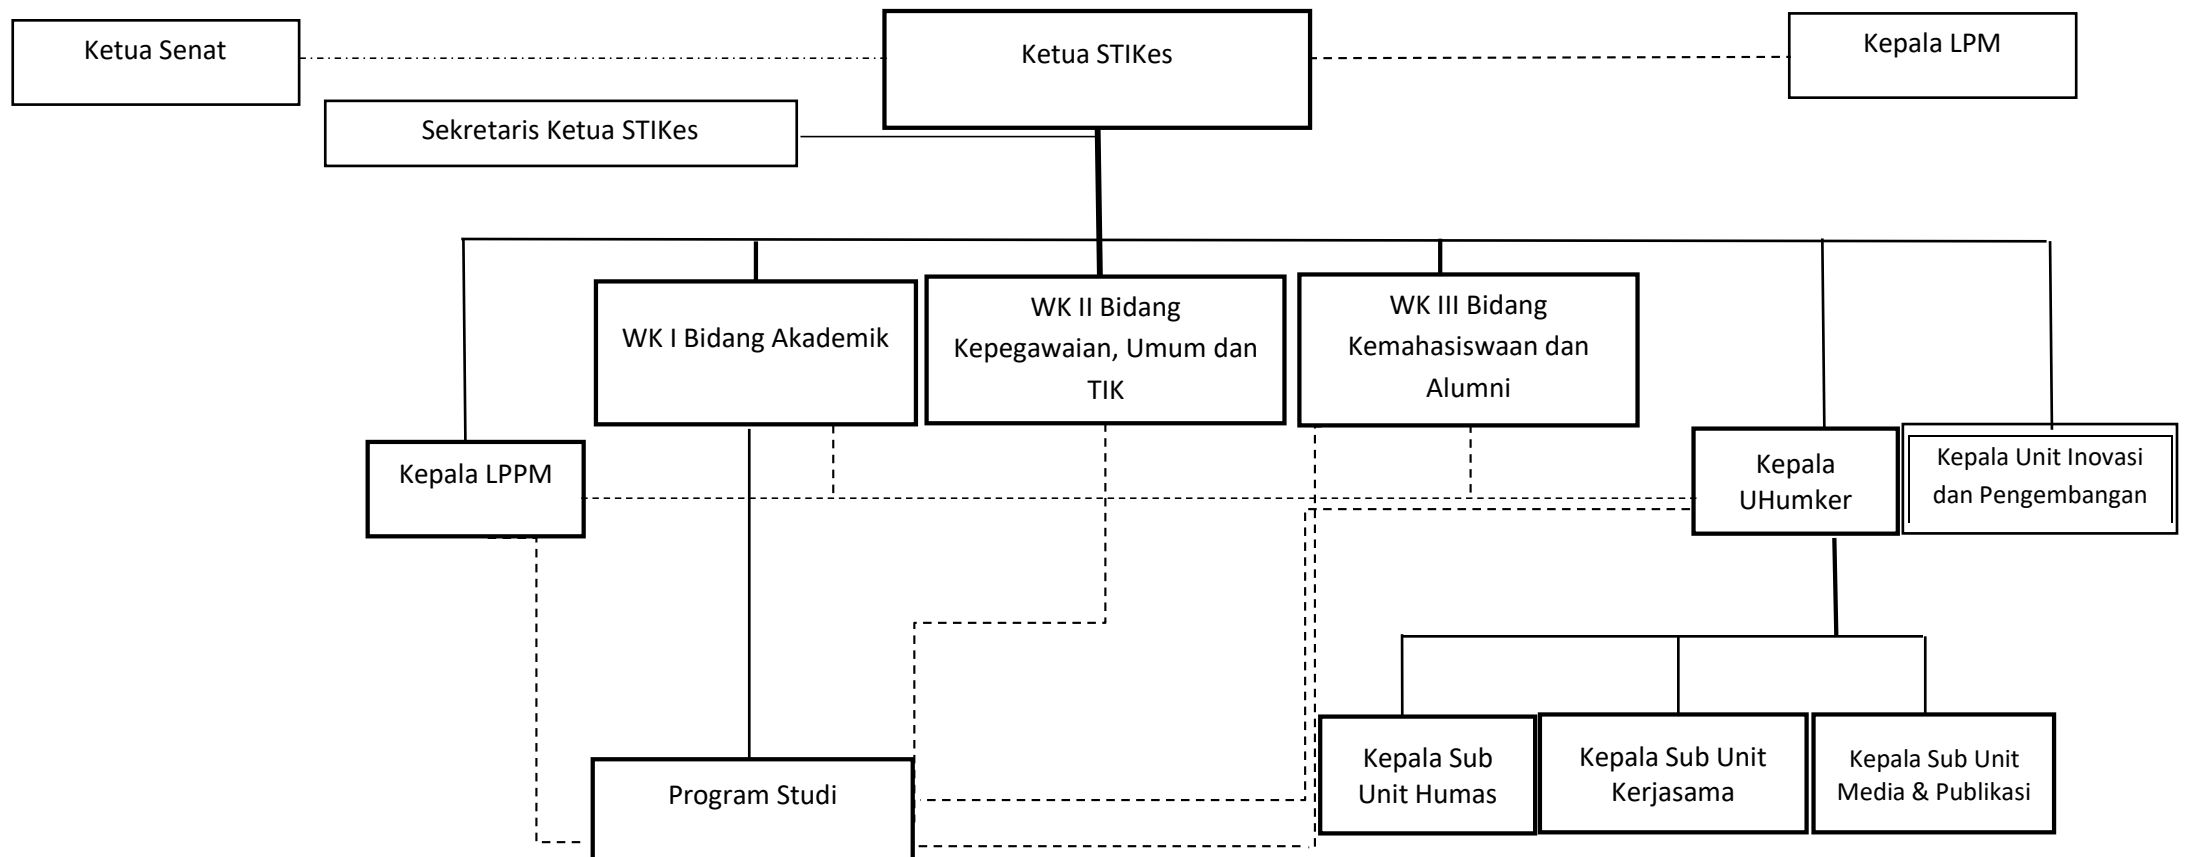 Ketua Senat
Ketua STIKes
Kepala LPM
Sekretaris Ketua STIKes
WK I Bidang Akademik
WK II Bidang
Kepegawaian, Umum dan
TIK
WK III Bidang
Kemahasiswaan dan
Alumni
Kepala LPPM
Kepala
UHumker
Kepala Unit Inovasi
dan Pengembangan
Program Studi
Kepala Sub
Unit Humas
Kepala Sub Unit
Kerjasama
Kepala Sub Unit
Media & Publikasi